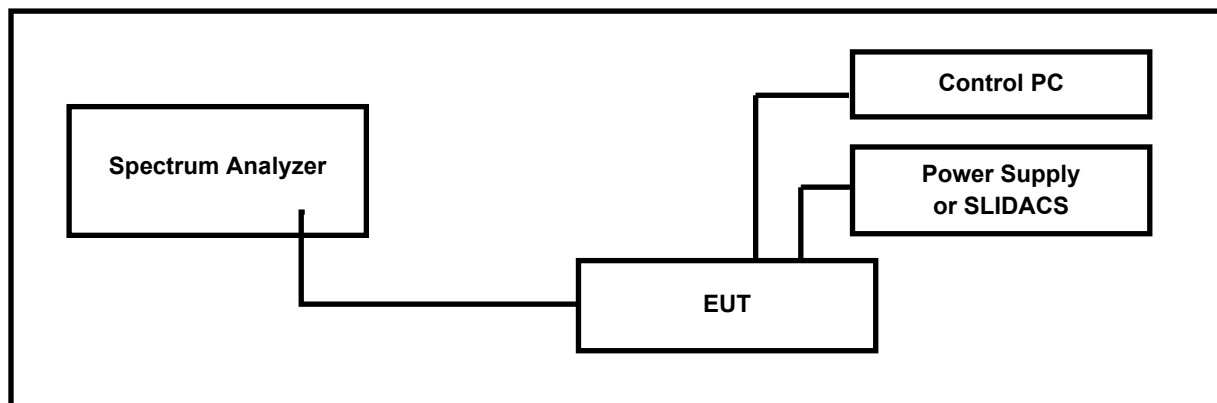 Control PC
Spectrum Analyzer
Power Supply
or SLIDACS
EUT